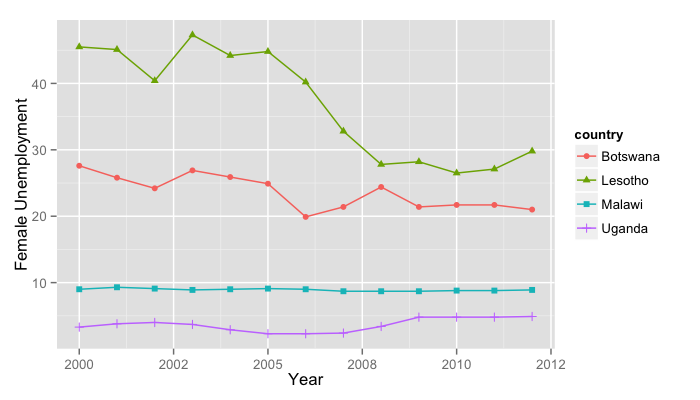 Female Unemployment
40
30
20
10
2000 2002 2005 2008 2010 2012
Year
country
Botswana
Lesotho
Malawi
Uganda